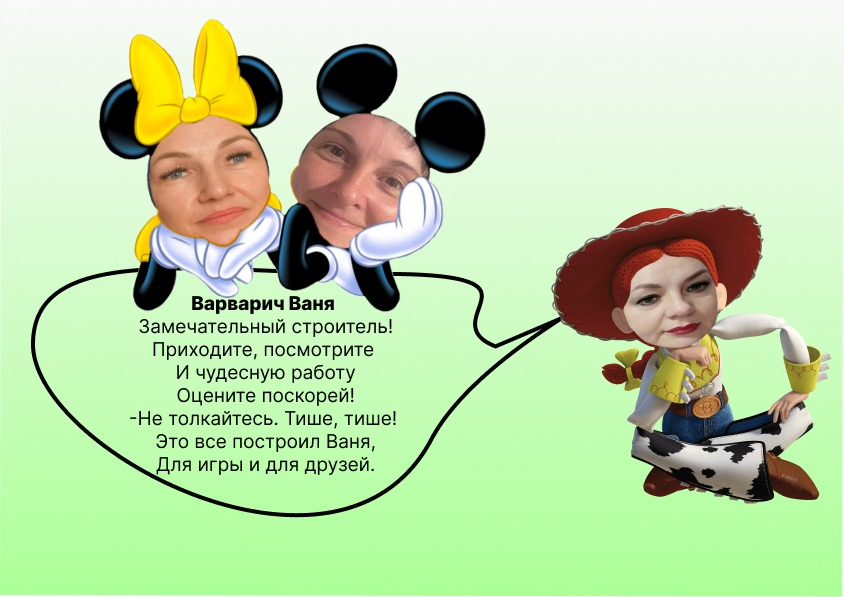 Варварич Ваня
Замечательный строитель!
Приходите, посмотрите
И чудесную работу
Оцените поскорей!
-Не толкайтесь. Тише, тише!
Это все построил Ваня,
Для игры и для друзей.